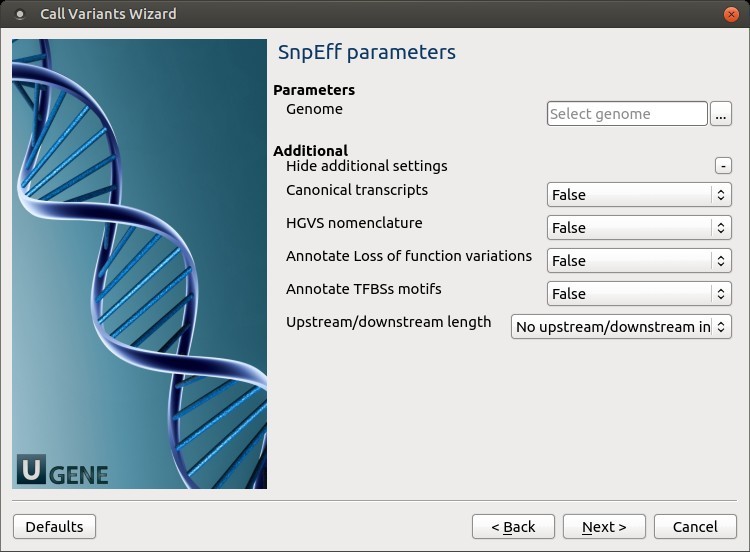 Call Variants Wizard
SnpEff parameters
Parameters
Genome
Select genome
...
Additional
Hide additional settings
-
Canonical transcripts
False
HGVS nomenclature
False
Annotate Loss of function variations
False
Annotate TFBSs motifs
False
Upstream/downstream length
No upstream/downstream in
U GENE
Defaults
< Back
Next >
Cancel